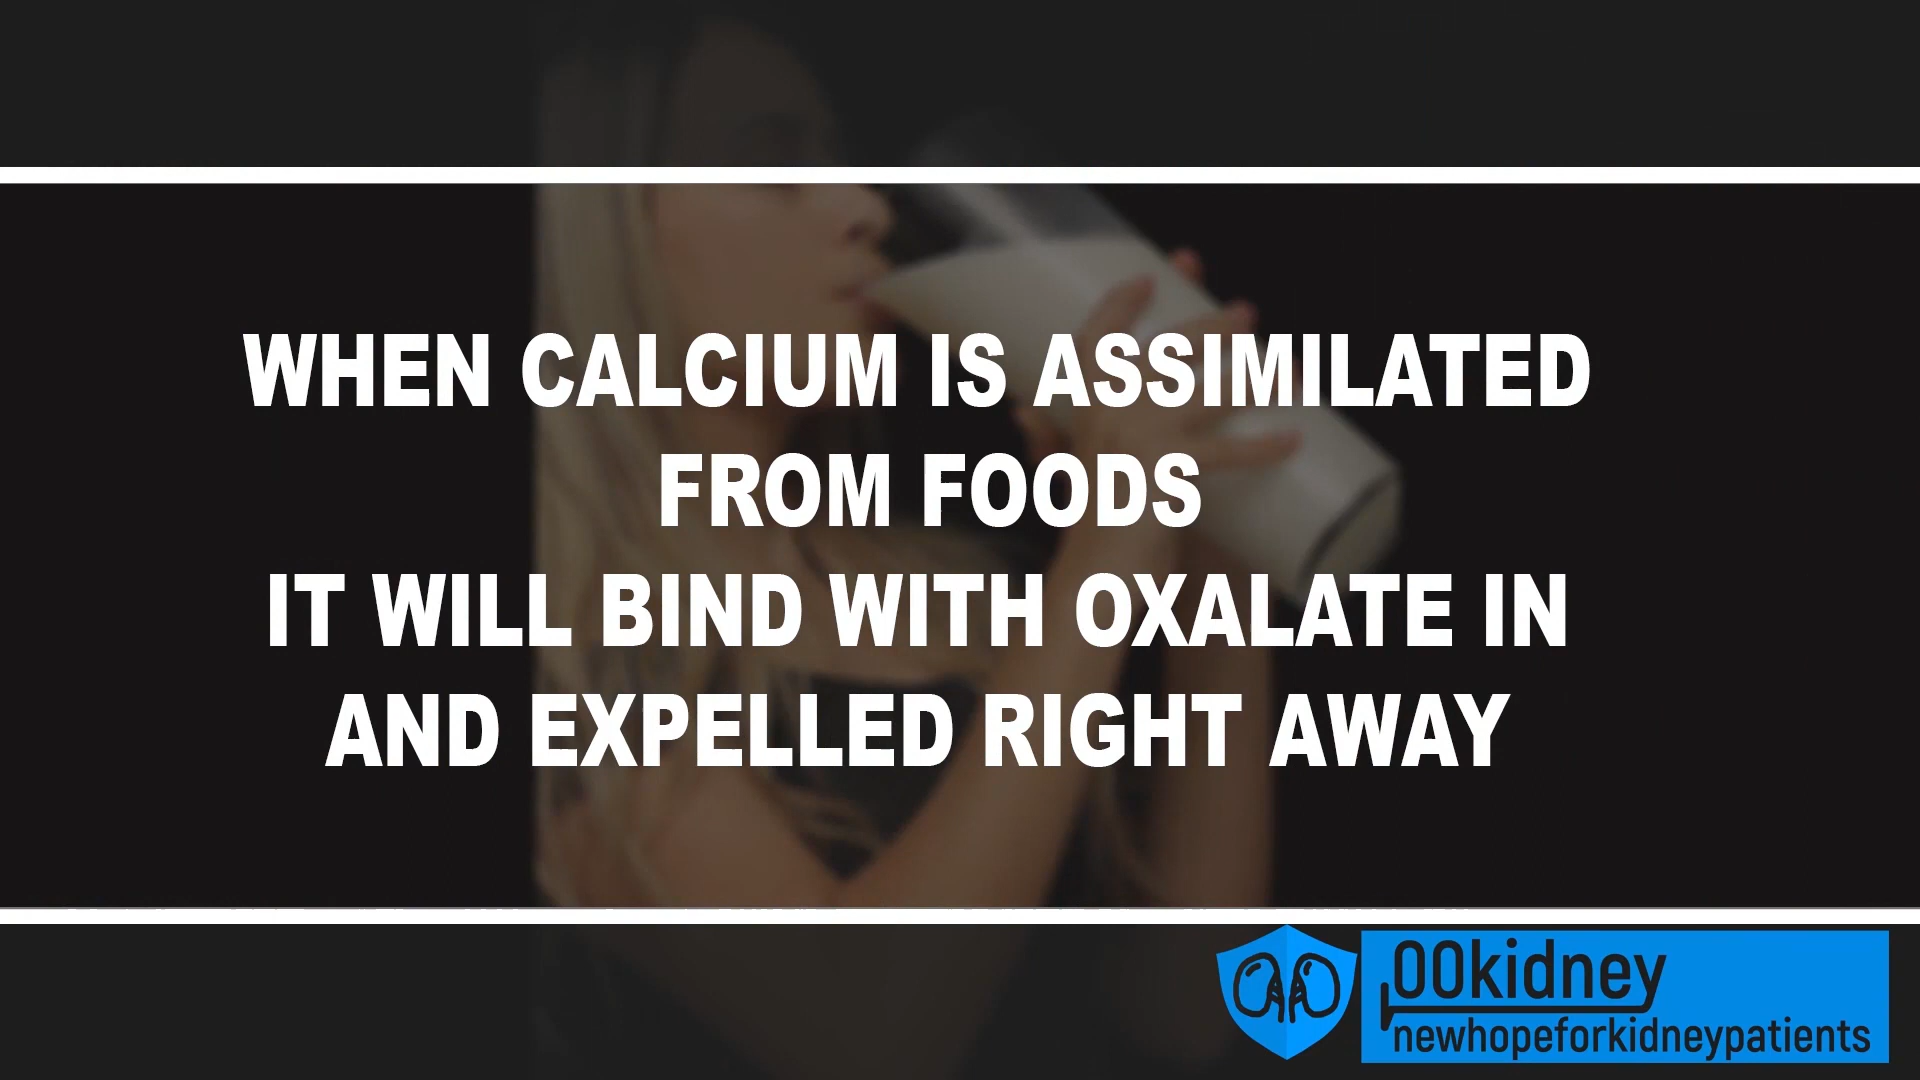 WHEN CALCIUM IS ASSIMILATED
FROM FOODS
IT WILL BIND WITH OXALATE IN
AND EXPELLED RIGHT AWAY
00kidney
newhopeforkidneypatients